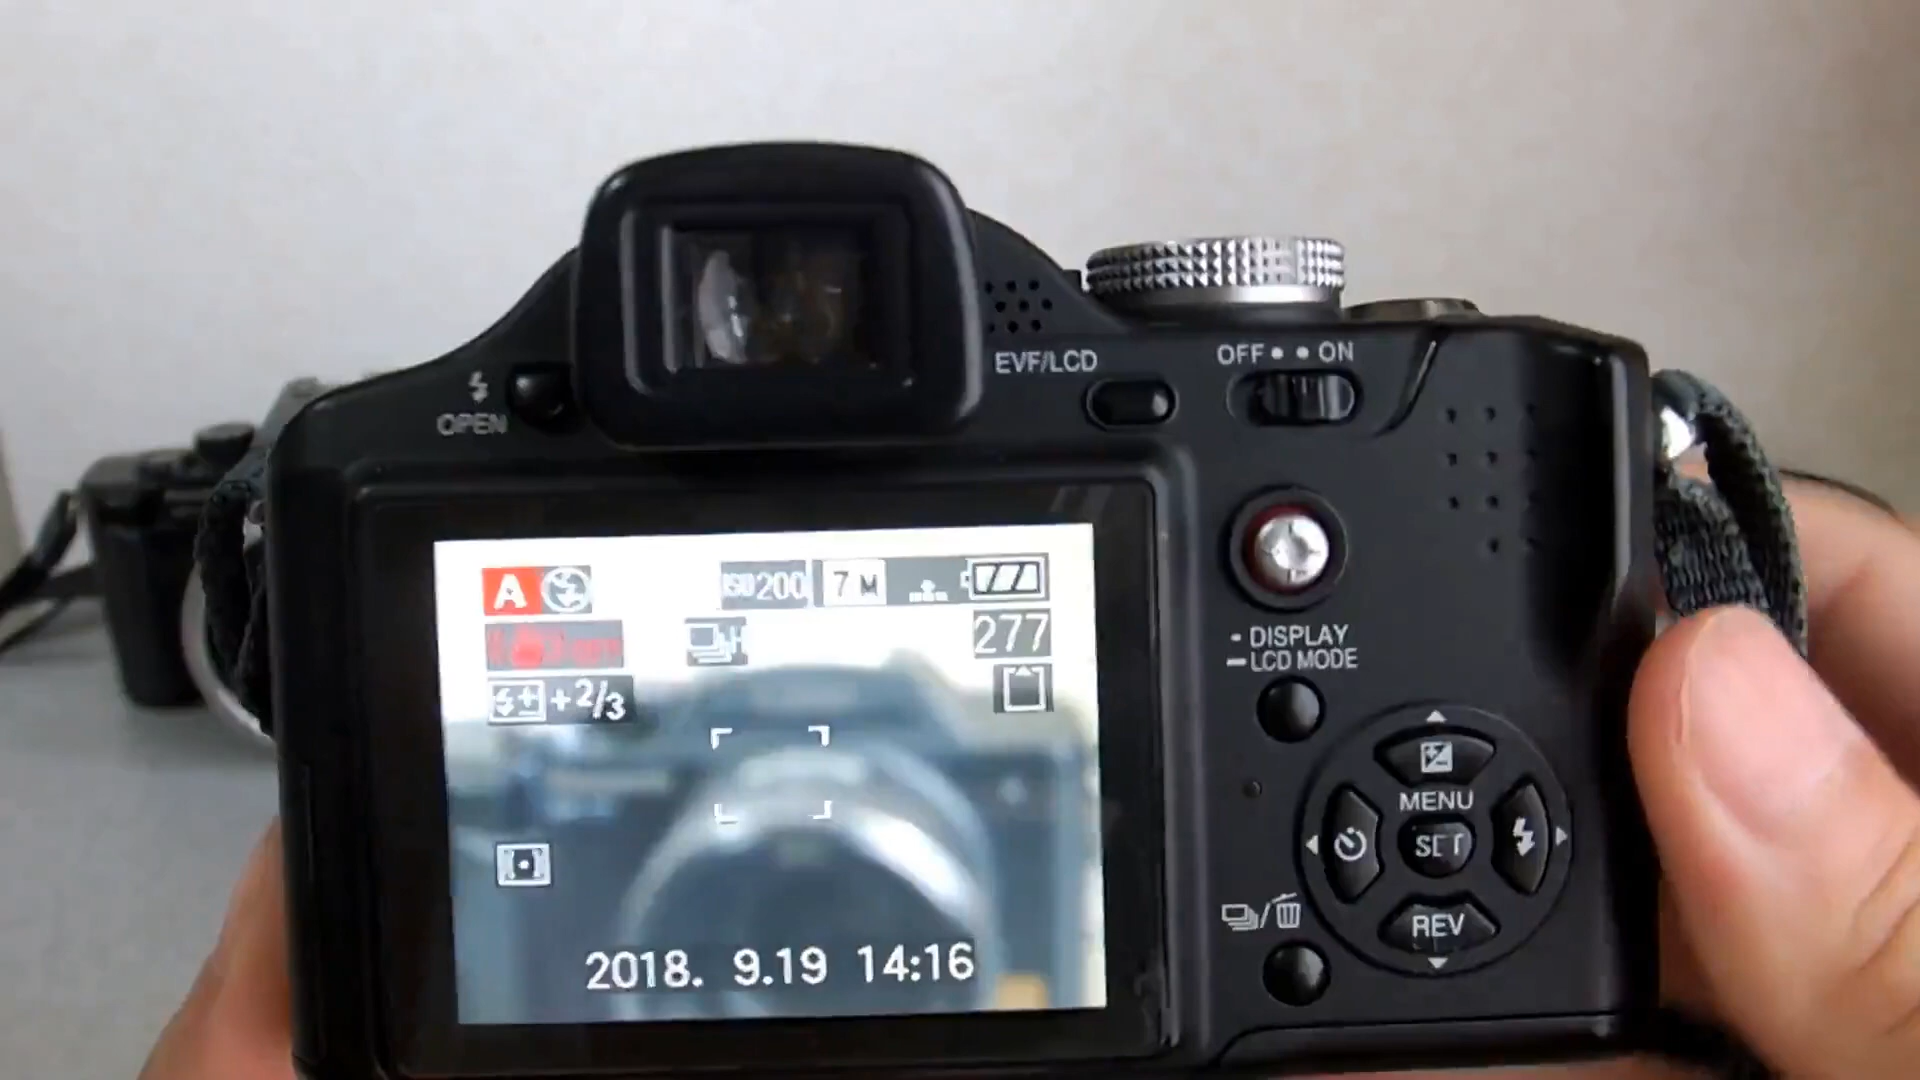 EVF/LCD
OFF ON
OPEN
A
ISO200 7M
277
+2/3
DISPLAY
LCD MODE
MENU
SET
REV
2018. 9.19 14:16